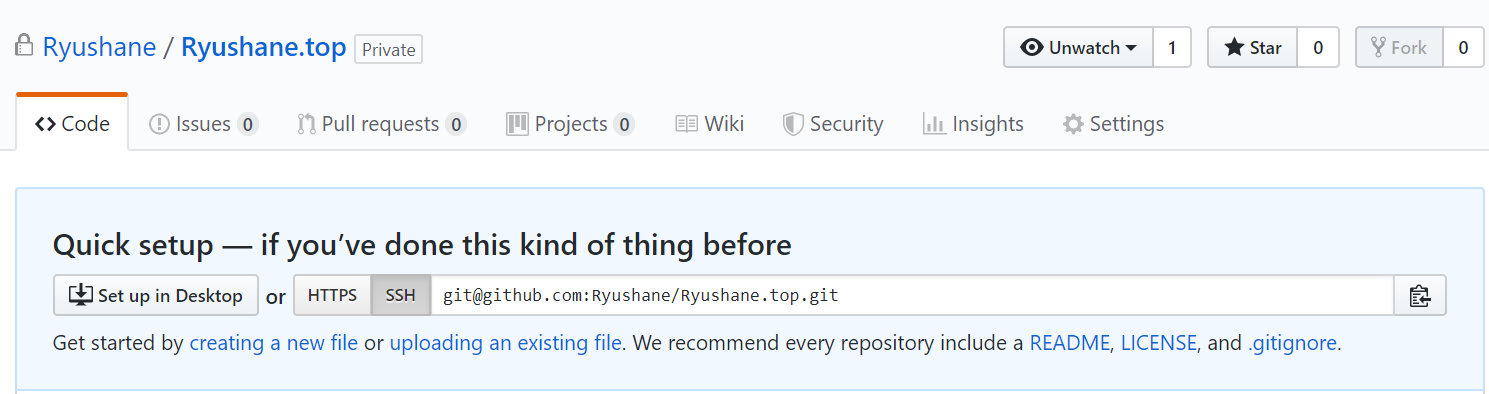 Ryushane / Ryushane.top Private Unwatch 1 Star 0 Fork 0
Code Issues 0 Pull requests 0 Projects 0 Wiki Security Insights Settings
Quick setup — if you’ve done this kind of thing before
Set up in Desktop or HTTPS SSH git@github.com:Ryushane/Ryushane.top.git
Get started by creating a new file or uploading an existing file. We recommend every repository include a README, LICENSE, and .gitignore.